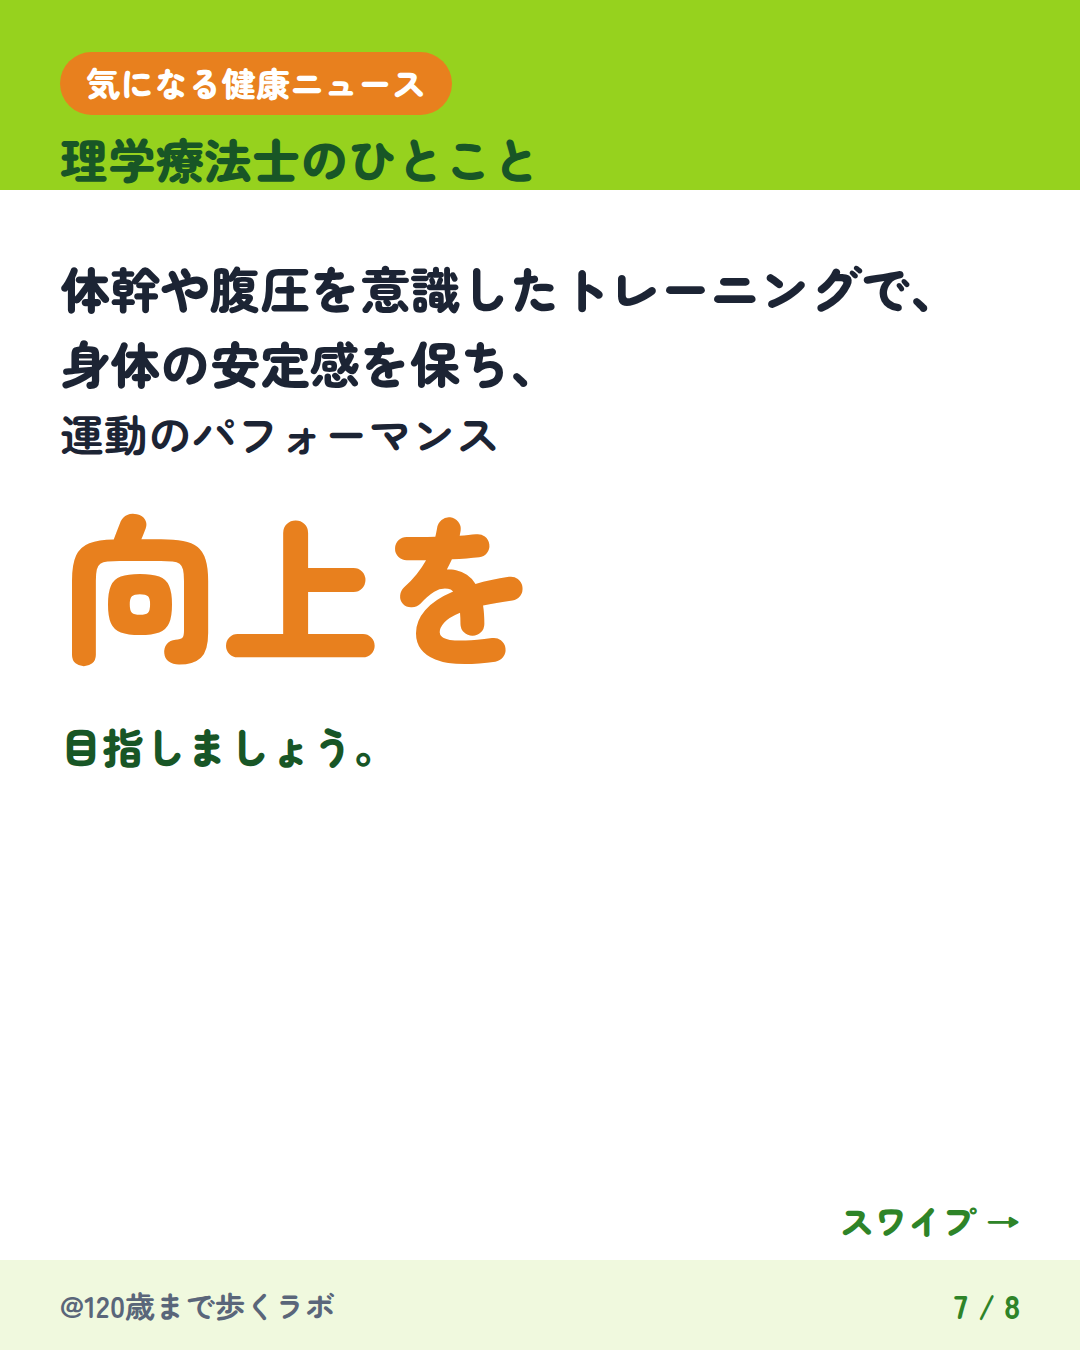 気になる健康ニュース
理学療法士のひとこと
体幹や腹圧を意識したトレーニングで、
身体の安定感を保ち、
運動のパフォーマンス
向上を
目指しましょう。
スワイプ →
@120歳まで歩くラボ
7 / 8